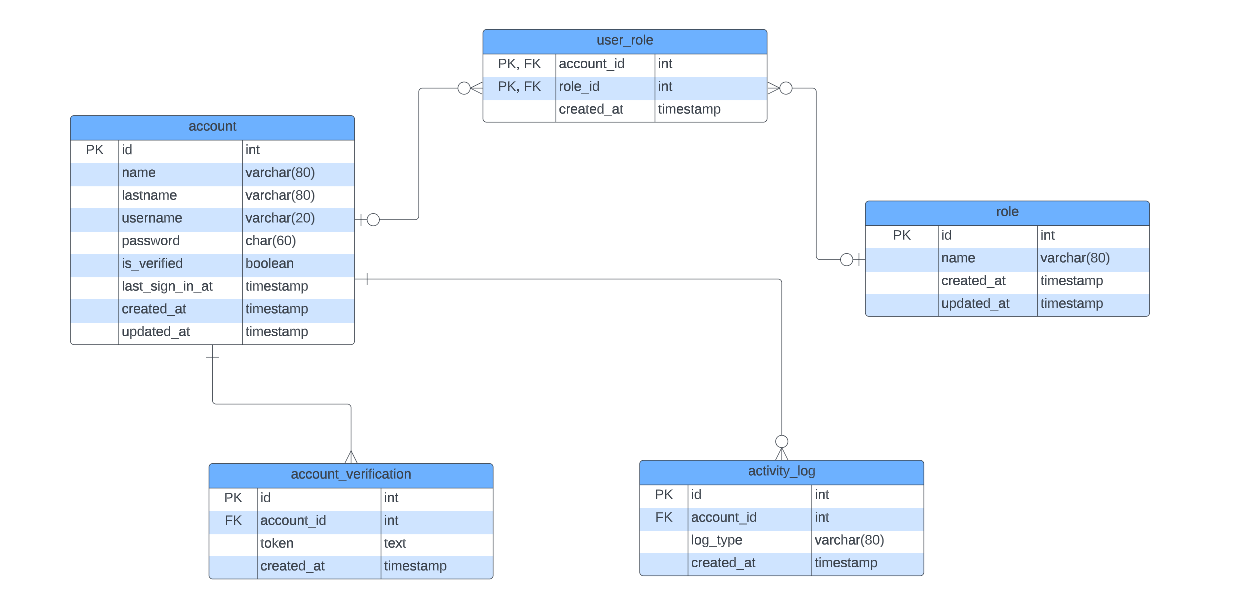 user_role
PK, FK account_id int
PK, FK role_id int
created_at timestamp
account
PK id int
name varchar(80)
lastname varchar(80)
username varchar(20)
password char(60)
is_verified boolean
last_sign_in_at timestamp
created_at timestamp
updated_at timestamp
role
PK id int
name varchar(80)
created_at timestamp
updated_at timestamp
account_verification
PK id int
FK account_id int
token text
created_at timestamp
activity_log
PK id int
FK account_id int
log_type varchar(80)
created_at timestamp